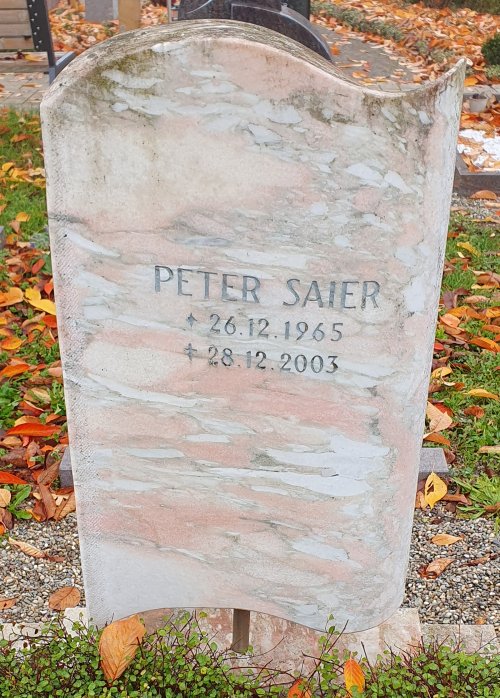 PETER SAIER
✦ 26.12.1965
✝ 28.12.2003